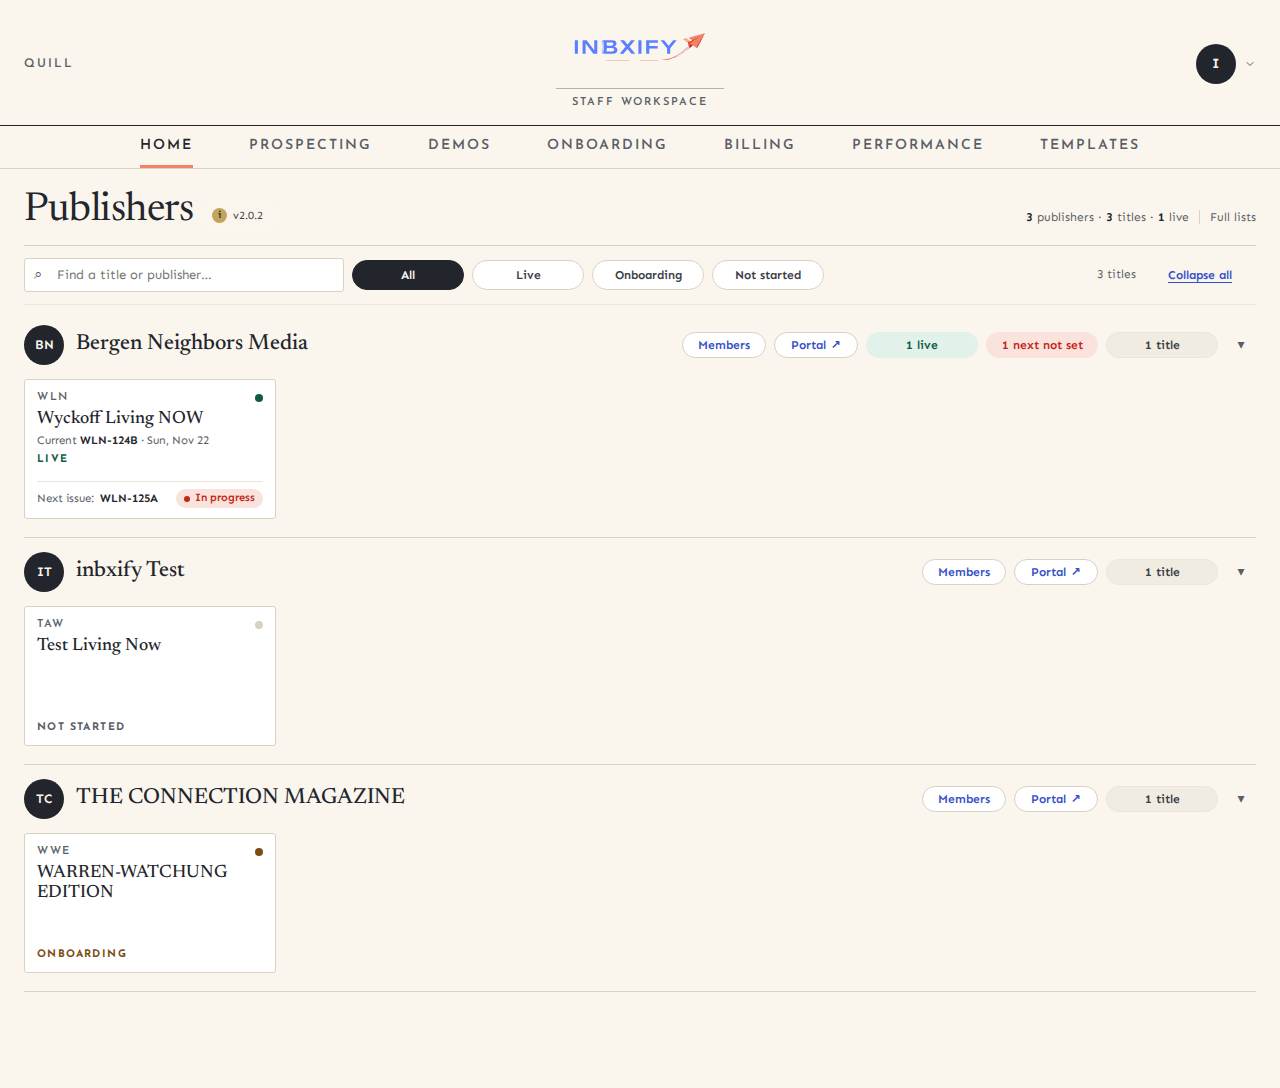 QUILL
INBXIFY
I
STAFF WORKSPACE
HOME PROSPECTING DEMOS ONBOARDING BILLING PERFORMANCE TEMPLATES
Publishers i v2.0.2
3 publishers · 3 titles · 1 live Full lists
Find a title or publisher... All Live Onboarding Not started 3 titles Collapse all
BN Bergen Neighbors Media Members Portal ↗ 1 live 1 next not set 1 title ▼
WLN
Wyckoff Living NOW
Current WLN-124B · Sun, Nov 22
LIVE
Next issue: WLN-125A In progress
IT inbxify Test Members Portal ↗ 1 title ▼
TAW
Test Living Now
NOT STARTED
TC THE CONNECTION MAGAZINE Members Portal ↗ 1 title ▼
WWE
WARREN-WATCHUNG
EDITION
ONBOARDING